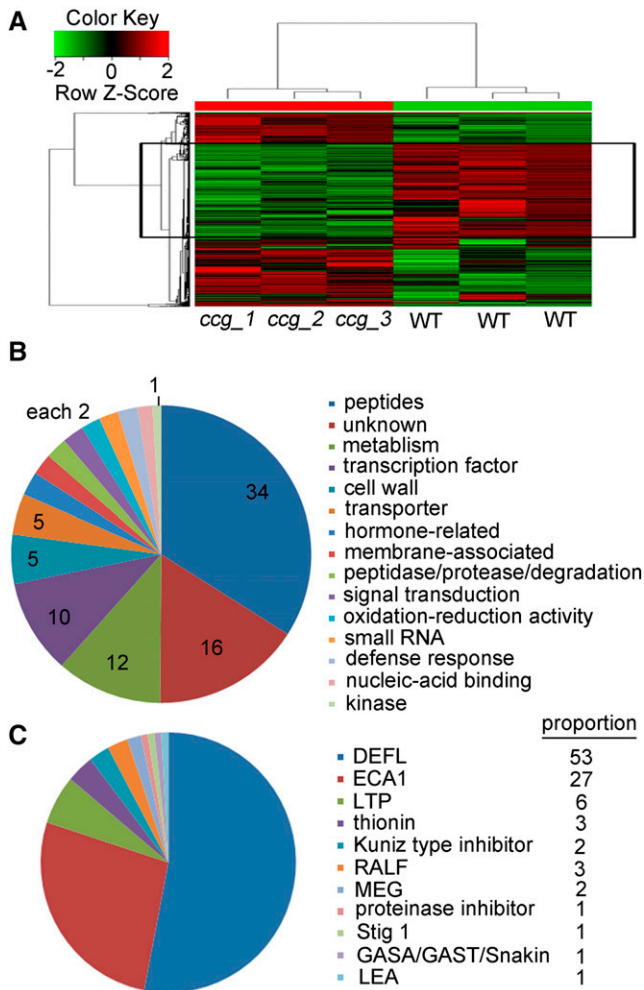 A
Color Key
-2 0 2
Row Z-Score
ccg_1 ccg_2 ccg_3 WT WT WT
B
1
each 2
34
5
5
10
12
16
peptides
unknown
metablism
transcription factor
cell wall
transporter
hormone-related
membrane-associated
peptidase/protease/degradation
signal transduction
oxidation-reduction activity
small RNA
defense response
nucleic-acid binding
kinase
C
proportion
DEFL 53
ECA1 27
LTP 6
thionin 3
Kuniz type inhibitor 2
RALF 3
MEG 2
proteinase inhibitor 1
Stig 1 1
GASA/GAST/Snakin 1
LEA 1